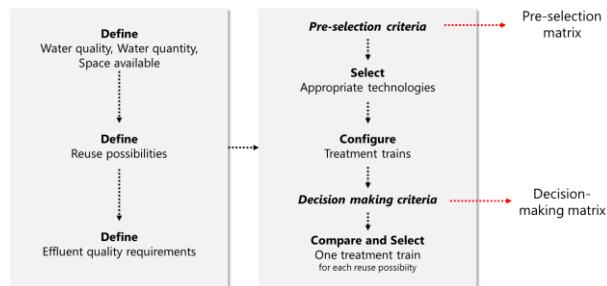 Define
Water quality, Water quantity,
Space available
Define
Reuse possibilities
Define
Effluent quality requirements
Pre-selection criteria
Select
Appropriate technologies
Configure
Treatment trains
Decision making criteria
Compare and Select
One treatment train
for each reuse possibiity
Pre-selection
matrix
Decision-
making matrix